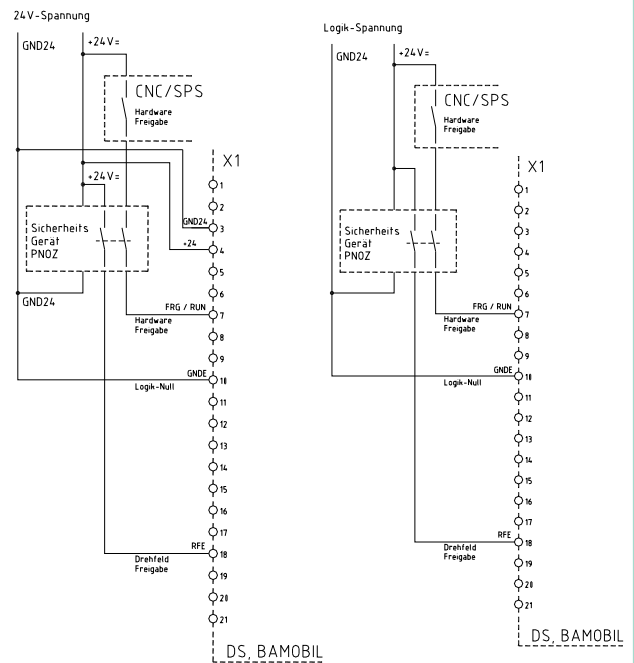 24V-Spannung
GND24
+24V=
CNC/SPS
Hardware
Freigabe
X1
1
+24V=
2
GND24
3
Sicherheits
Gerät
PNOZ
+24
4
5
6
GND24
FRG / RUN
7
Hardware
Freigabe
8
9
GNDE
10
Logik-Null
11
12
13
14
15
16
17
RFE
18
Drehfeld
Freigabe
19
20
21
DS, BAMOBIL
Logik-Spannung
GND24
+24V=
CNC/SPS
Hardware
Freigabe
X1
1
2
3
Sicherheits
Gerät
PNOZ
4
5
6
FRG / RUN
7
Hardware
Freigabe
8
9
GNDE
10
Logik-Null
11
12
13
14
15
16
17
RFE
18
Drehfeld
Freigabe
19
20
21
DS, BAMOBIL